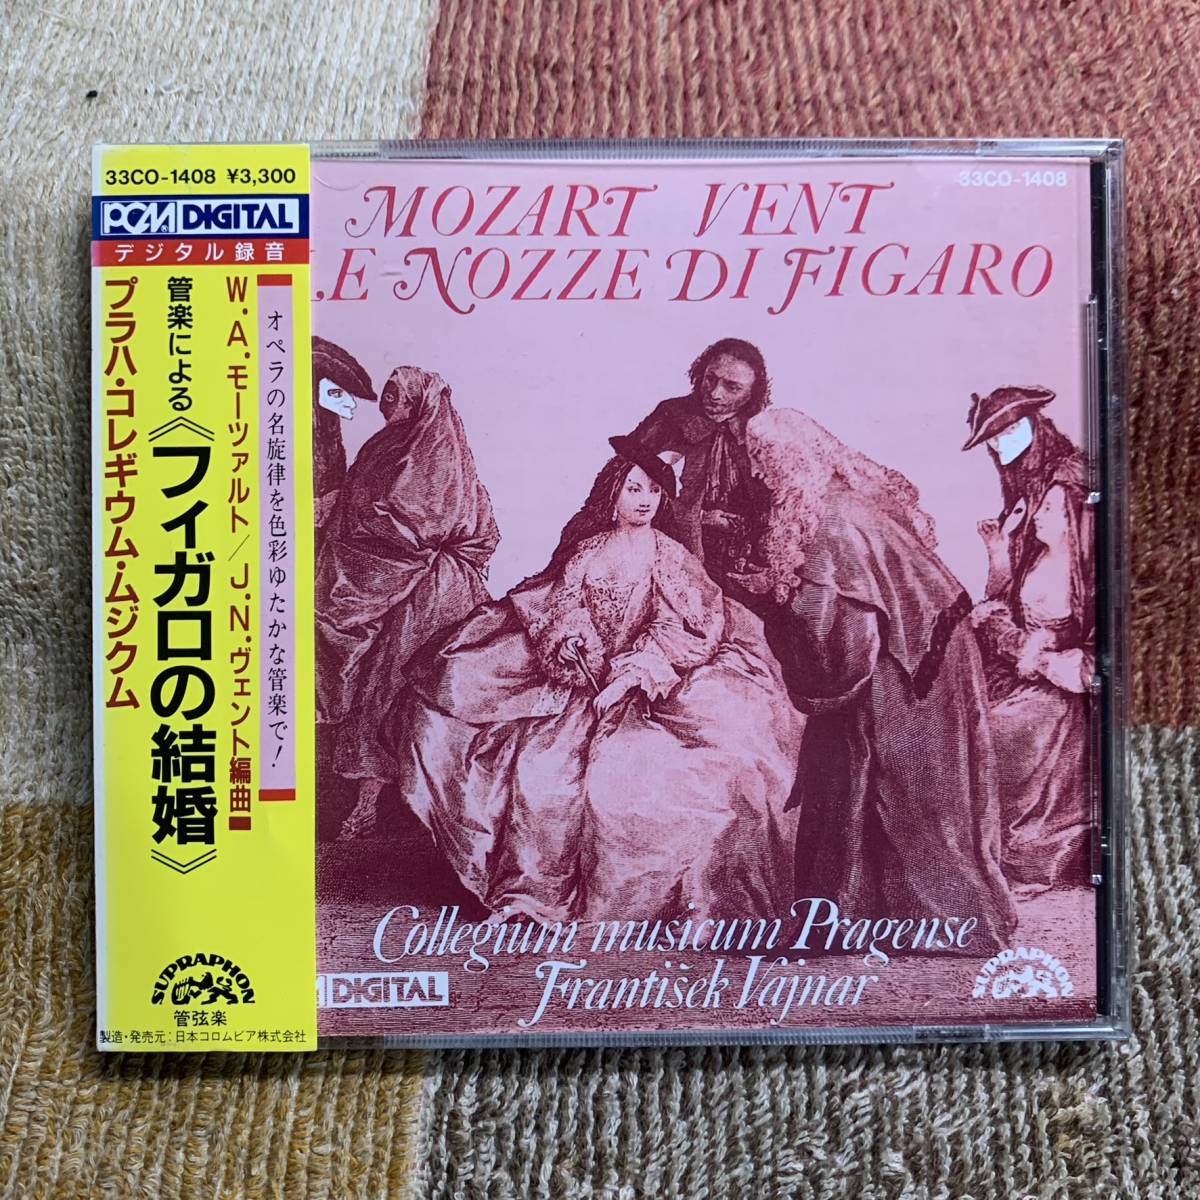 33CO-1408 ¥3,300
PCM DIGITAL
デジタル録音
オペラの名旋律を色彩ゆたかな管楽で!
W.A.モーツァルト/J.N.ヴェント編曲
管楽による《フィガロの結婚》
プラハ・コレギウム・ムジクム
SUPRAPHON
管弦楽
製造・発売元:日本コロムビア株式会社
33CO-1408
MOZART VENT
LE NOZZE DI FIGARO
Collegium musicum Pragense
František Vajnar
DIGITAL
SUPRAPHON